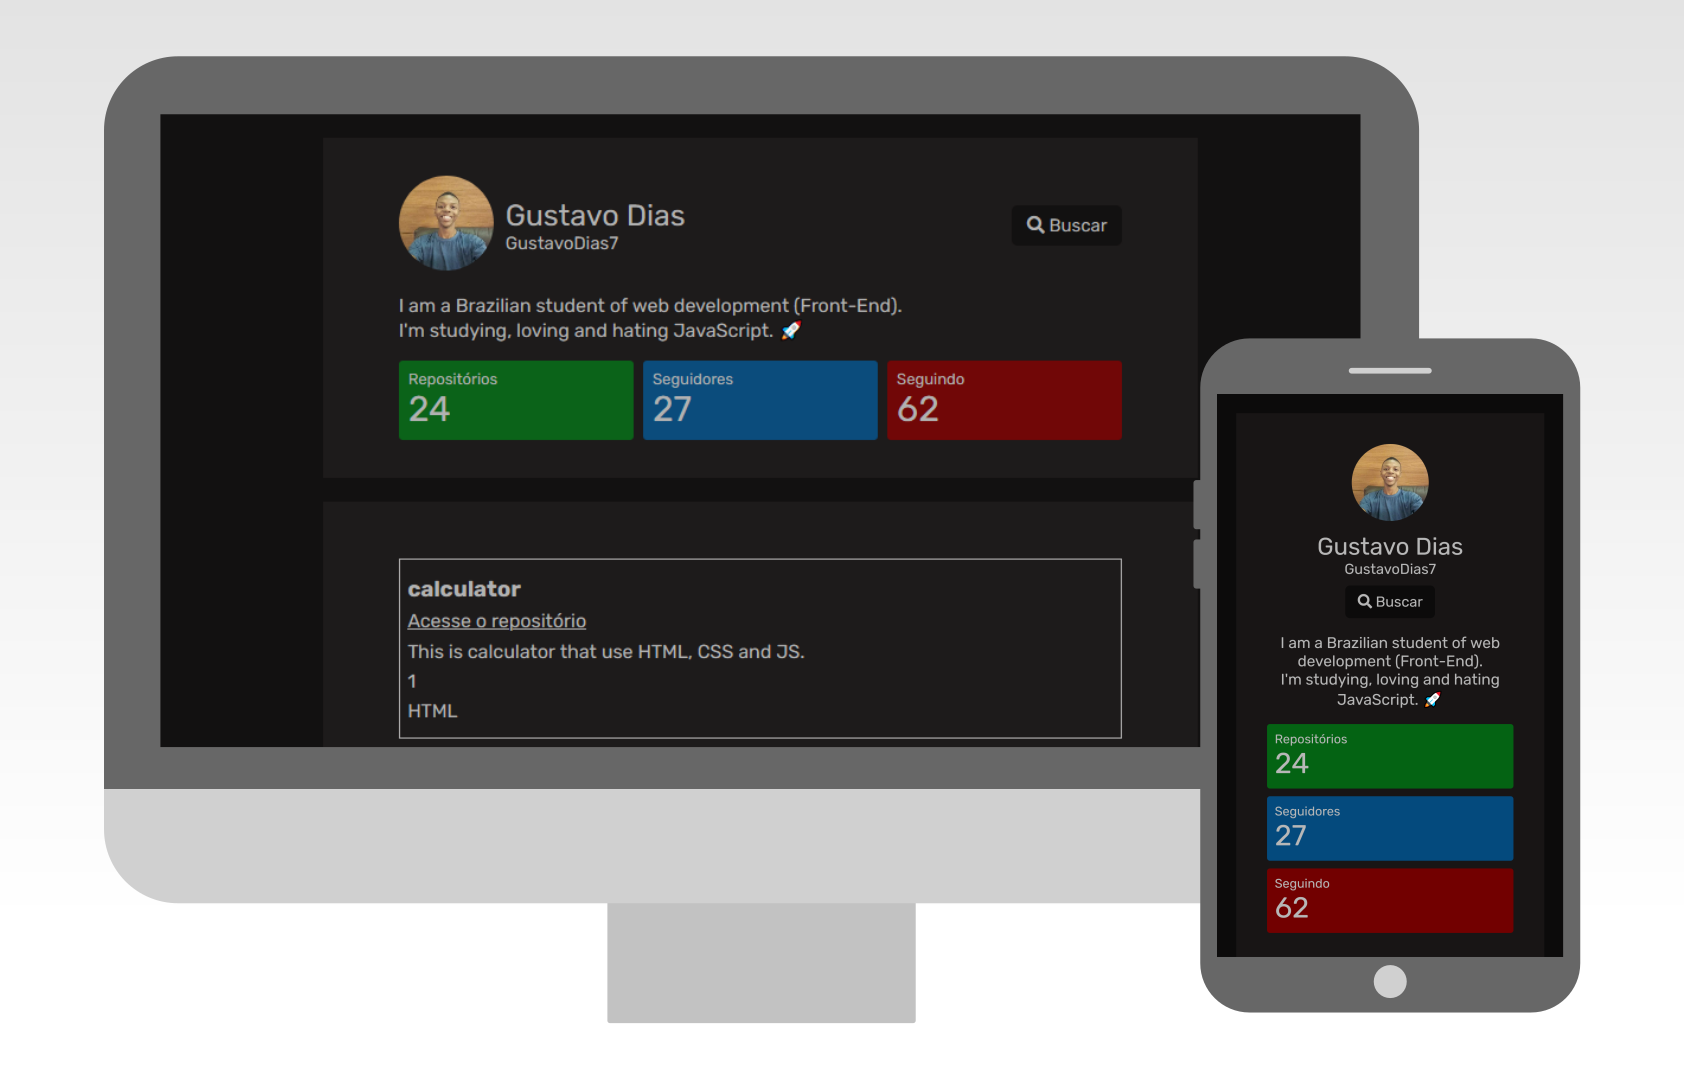 Gustavo Dias
GustavoDias7
Buscar
I am a Brazilian student of web development (Front-End).
I'm studying, loving and hating JavaScript. 🚀
Repositórios
24
Seguidores
27
Seguindo
62
calculator
Acesse o repositório
This is calculator that use HTML, CSS and JS.
1
HTML
Gustavo Dias
GustavoDias7
Buscar
I am a Brazilian student of web
development (Front-End).
I'm studying, loving and hating
JavaScript. 🚀
Repositórios
24
Seguidores
27
Seguindo
62